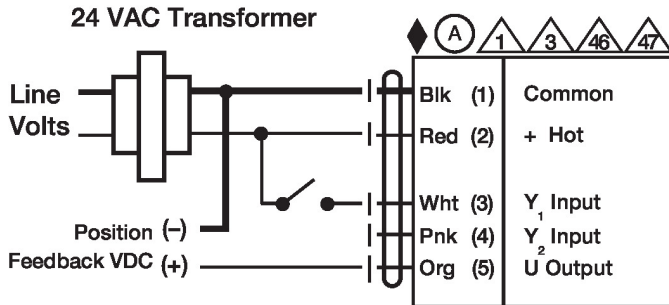 24 VAC Transformer
A 1 3 46 47
Line
Volts
Blk (1) Common
Red (2) + Hot
Wht (3) Y1 Input
Position (−)
Pnk (4) Y2 Input
Feedback VDC (+)
Org (5) U Output